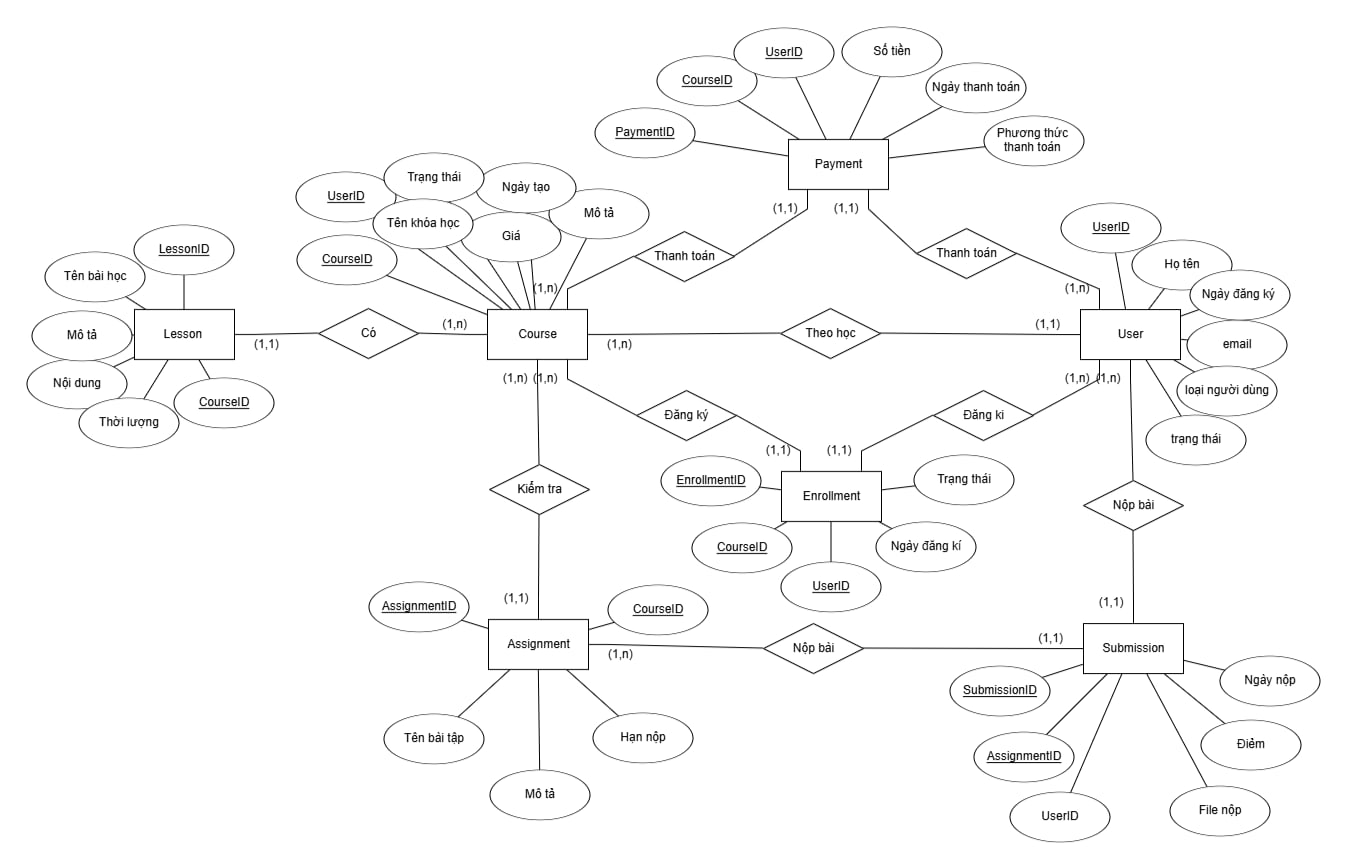 UserID
Số tiền
CourseID
Ngày thanh toán
PaymentID
Phương thức
thanh toán
Payment
Trạng thái
Ngày tạo
UserID
Tên khóa học
Giá
Mô tả
(1,1)
(1,1)
LessonID
CourseID
Thanh toán
Thanh toán
UserID
Họ tên
Tên bài học
Ngày đăng ký
(1,n)
(1,n)
Lesson
Có
(1,n)
Course
Theo học
(1,1)
User
Mô tả
(1,1)
(1,n)
email
Nội dung
(1,n)
(1,n)
(1,n)
(1,n)
loại người dùng
CourseID
Thời lượng
Đăng ký
Đăng kí
trạng thái
(1,1)
(1,1)
Kiểm tra
EnrollmentID
Enrollment
Trạng thái
Nộp bài
CourseID
Ngày đăng kí
UserID
(1,1)
(1,1)
AssignmentID
CourseID
Assignment
(1,n)
Nộp bài
(1,1)
Submission
SubmissionID
Ngày nộp
Tên bài tập
Hạn nộp
AssignmentID
Điểm
Mô tả
UserID
File nộp